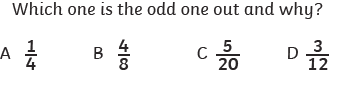 Which one is the odd one out and why?
A 1/4 B 4/8 C 5/20 D 3/12